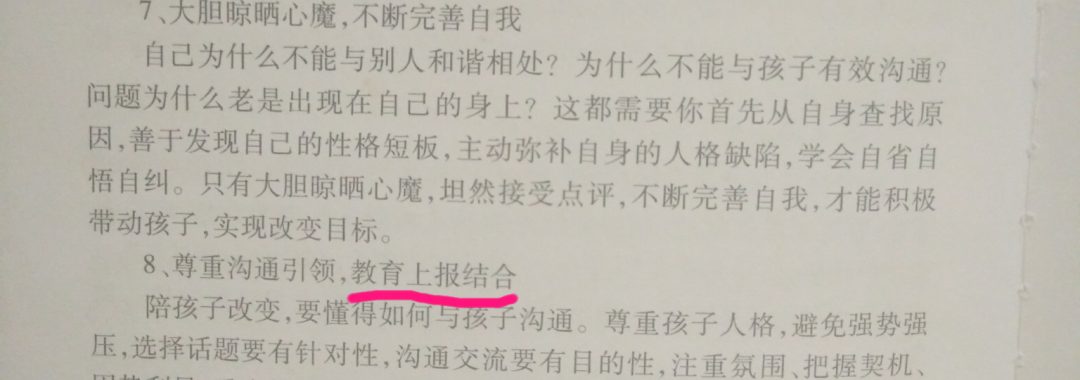 7、大胆晾晒心魔,不断完善自我
自己为什么不能与别人和谐相处?为什么不能与孩子有效沟通?
问题为什么老是出现在自己的身上?这都需要你首先从自身查找原
因,善于发现自己的性格短板,主动弥补自身的人格缺陷,学会自省自
悟自纠。只有大胆晾晒心魔,坦然接受点评,不断完善自我,才能积极
带动孩子,实现改变目标。
8、尊重沟通引领,教育上报结合
陪孩子改变,要懂得如何与孩子沟通。尊重孩子人格,避免强势强
压,选择话题要有针对性,沟通交流要有目的性,注重氛围、把握契机、